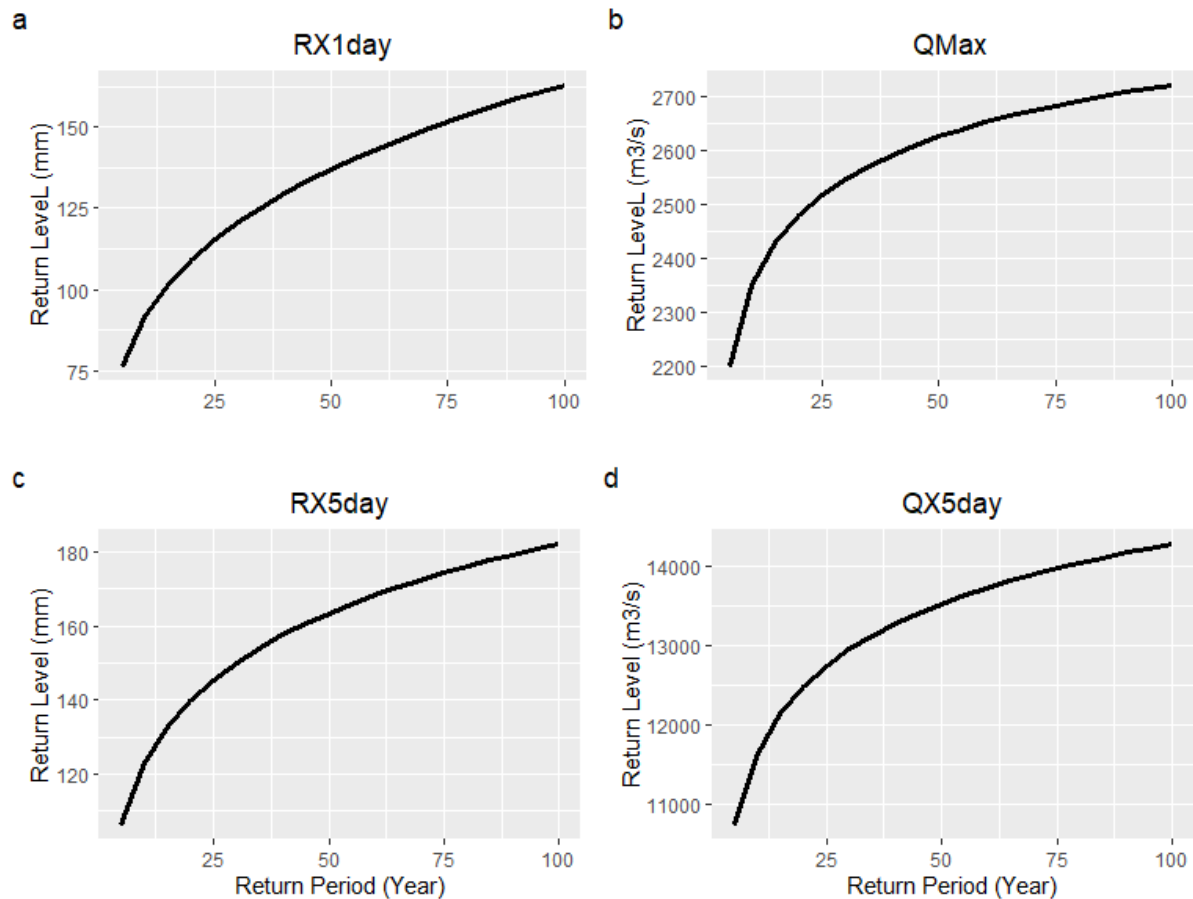 a
RX1day
Return LeveL (mm)
150
125
100
75
25 50 75 100
b
QMax
Return LeveL (m3/s)
2700
2600
2500
2400
2300
2200
25 50 75 100
c
RX5day
Return Level (mm)
180
160
140
120
25 50 75 100
Return Period (Year)
d
QX5day
Return Level (m3/s)
14000
13000
12000
11000
25 50 75 100
Return Period (Year)